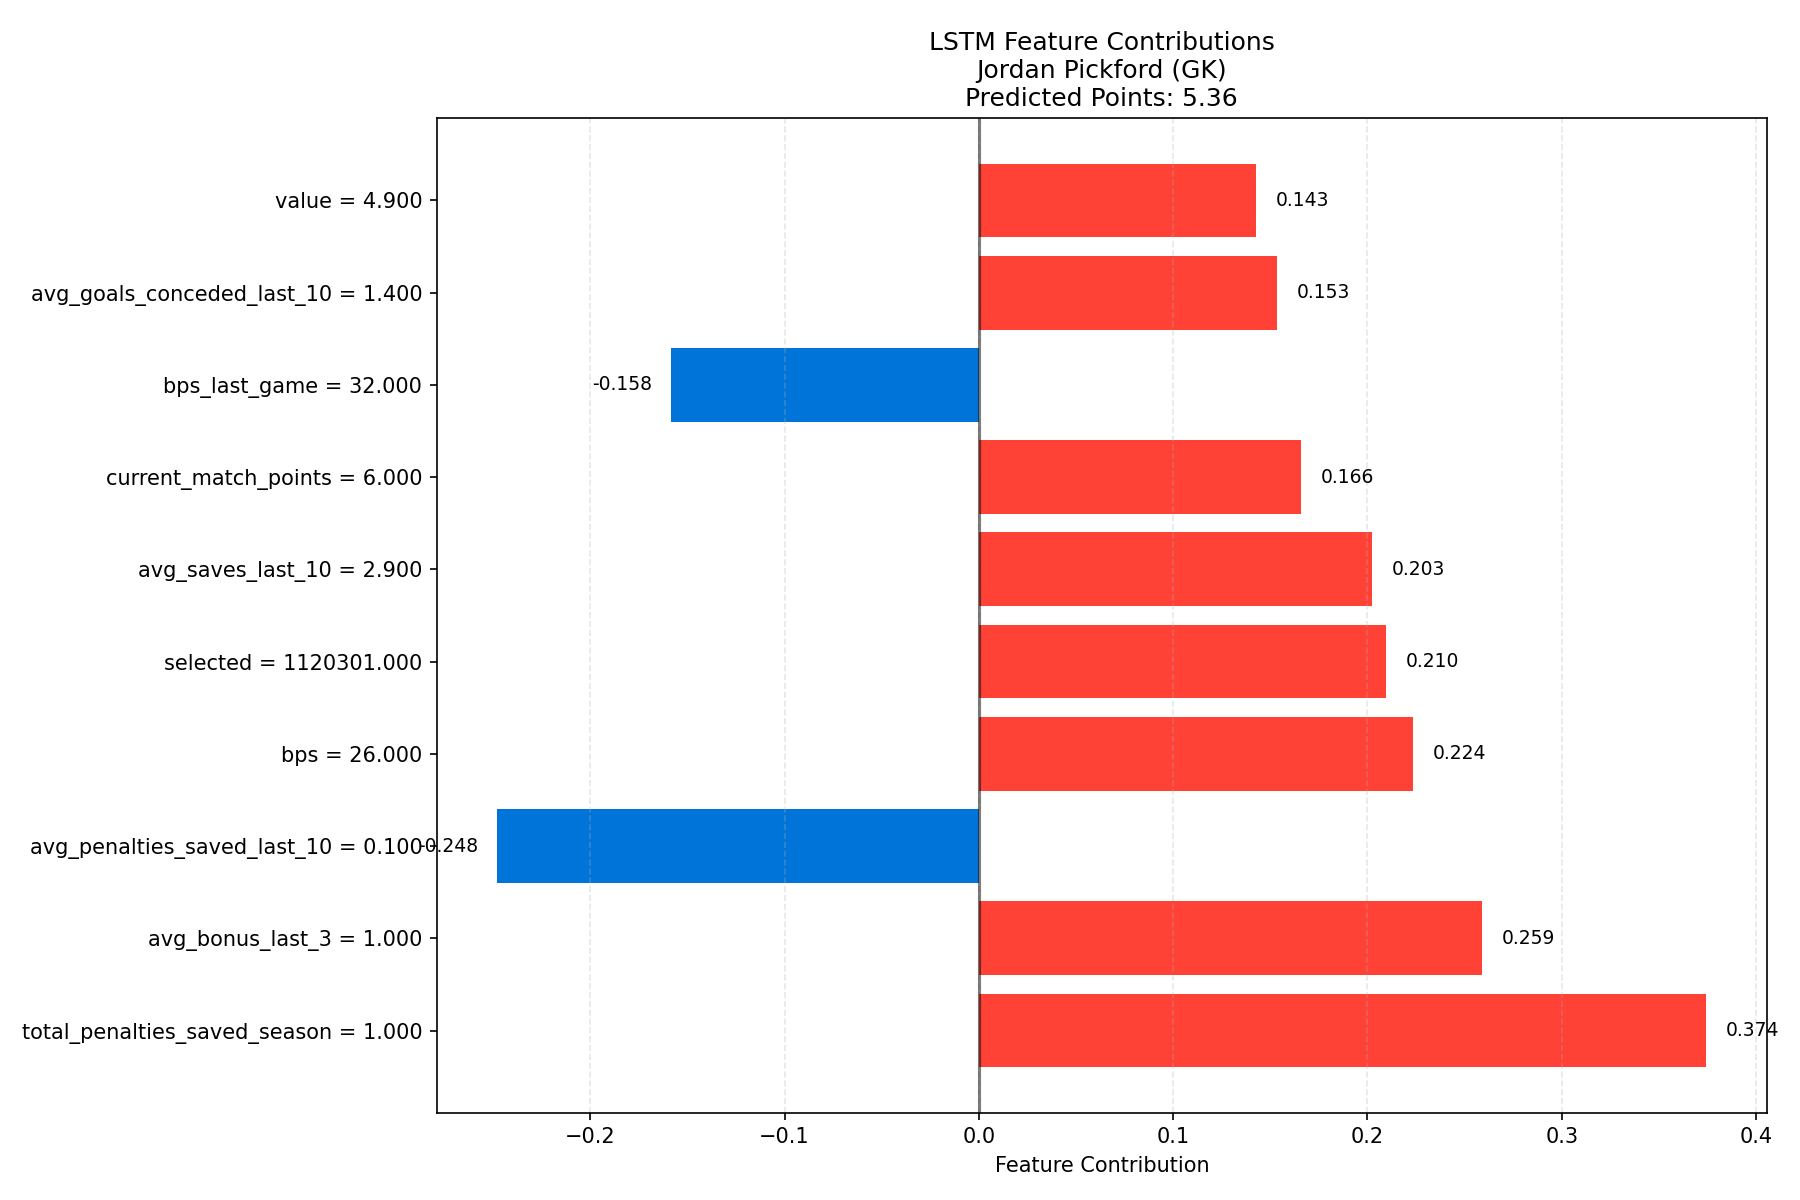 LSTM Feature Contributions
Jordan Pickford (GK)
Predicted Points: 5.36
value = 4.900
0.143
avg_goals_conceded_last_10 = 1.400
0.153
bps_last_game = 32.000
-0.158
current_match_points = 6.000
0.166
avg_saves_last_10 = 2.900
0.203
selected = 1120301.000
0.210
bps = 26.000
0.224
avg_penalties_saved_last_10 = 0.100
-0.248
avg_bonus_last_3 = 1.000
0.259
total_penalties_saved_season = 1.000
0.374
−0.2 −0.1 0.0 0.1 0.2 0.3 0.4
Feature Contribution